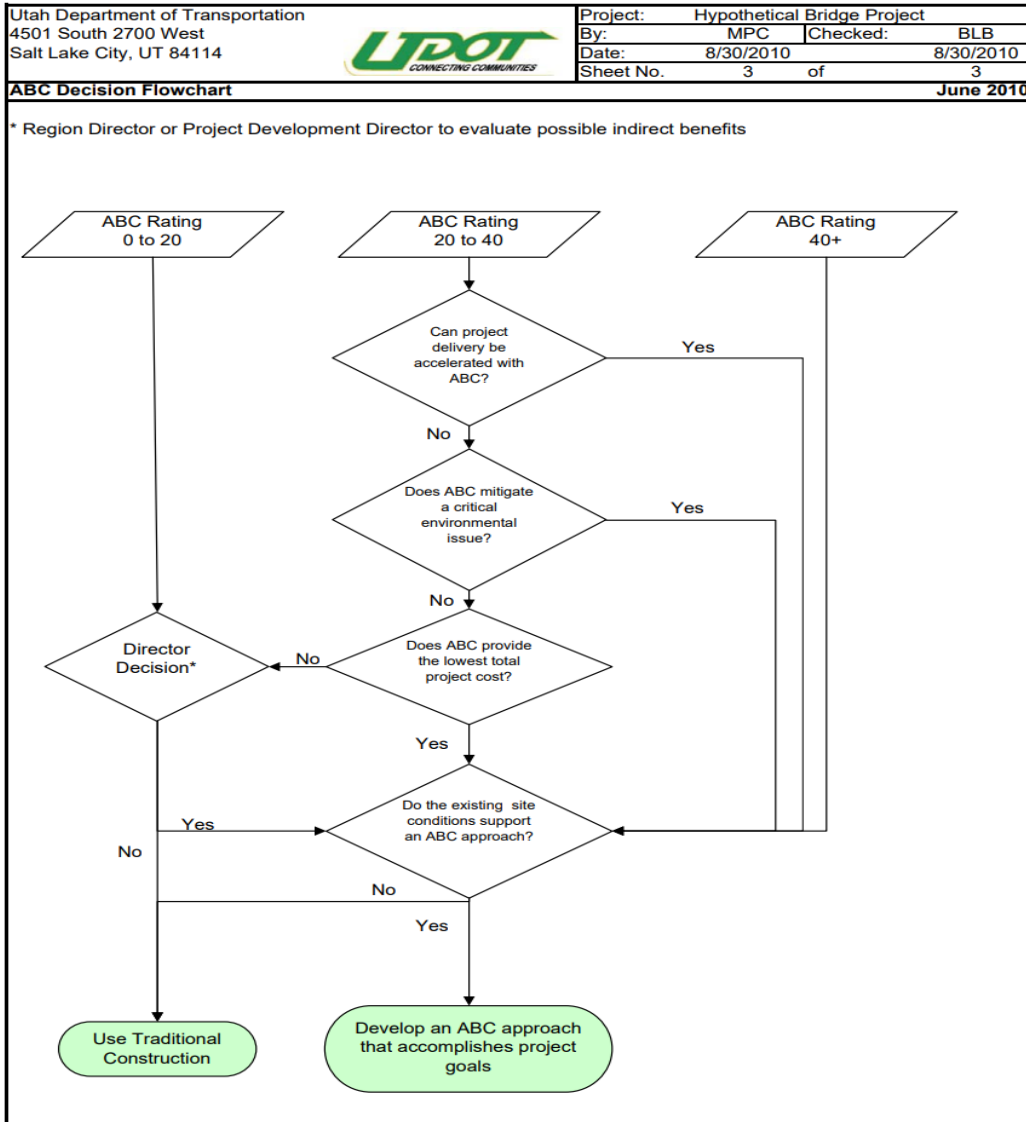 Utah Department of Transportation
4501 South 2700 West
Salt Lake City, UT 84114
UDOT
CONNECTING COMMUNITIES
Project: Hypothetical Bridge Project
By: MPC Checked: BLB
Date: 8/30/2010 8/30/2010
Sheet No. 3 of 3
ABC Decision Flowchart June 2010
* Region Director or Project Development Director to evaluate possible indirect benefits
ABC Rating
0 to 20
ABC Rating
20 to 40
ABC Rating
40+
Can project
delivery be
accelerated with
ABC?
Yes
No
Does ABC mitigate
a critical
environmental
issue?
Yes
No
Director
Decision*
No
Does ABC provide
the lowest total
project cost?
Yes
Do the existing site
conditions support
an ABC approach?
Yes
No
No
Yes
Use Traditional
Construction
Develop an ABC approach
that accomplishes project
goals